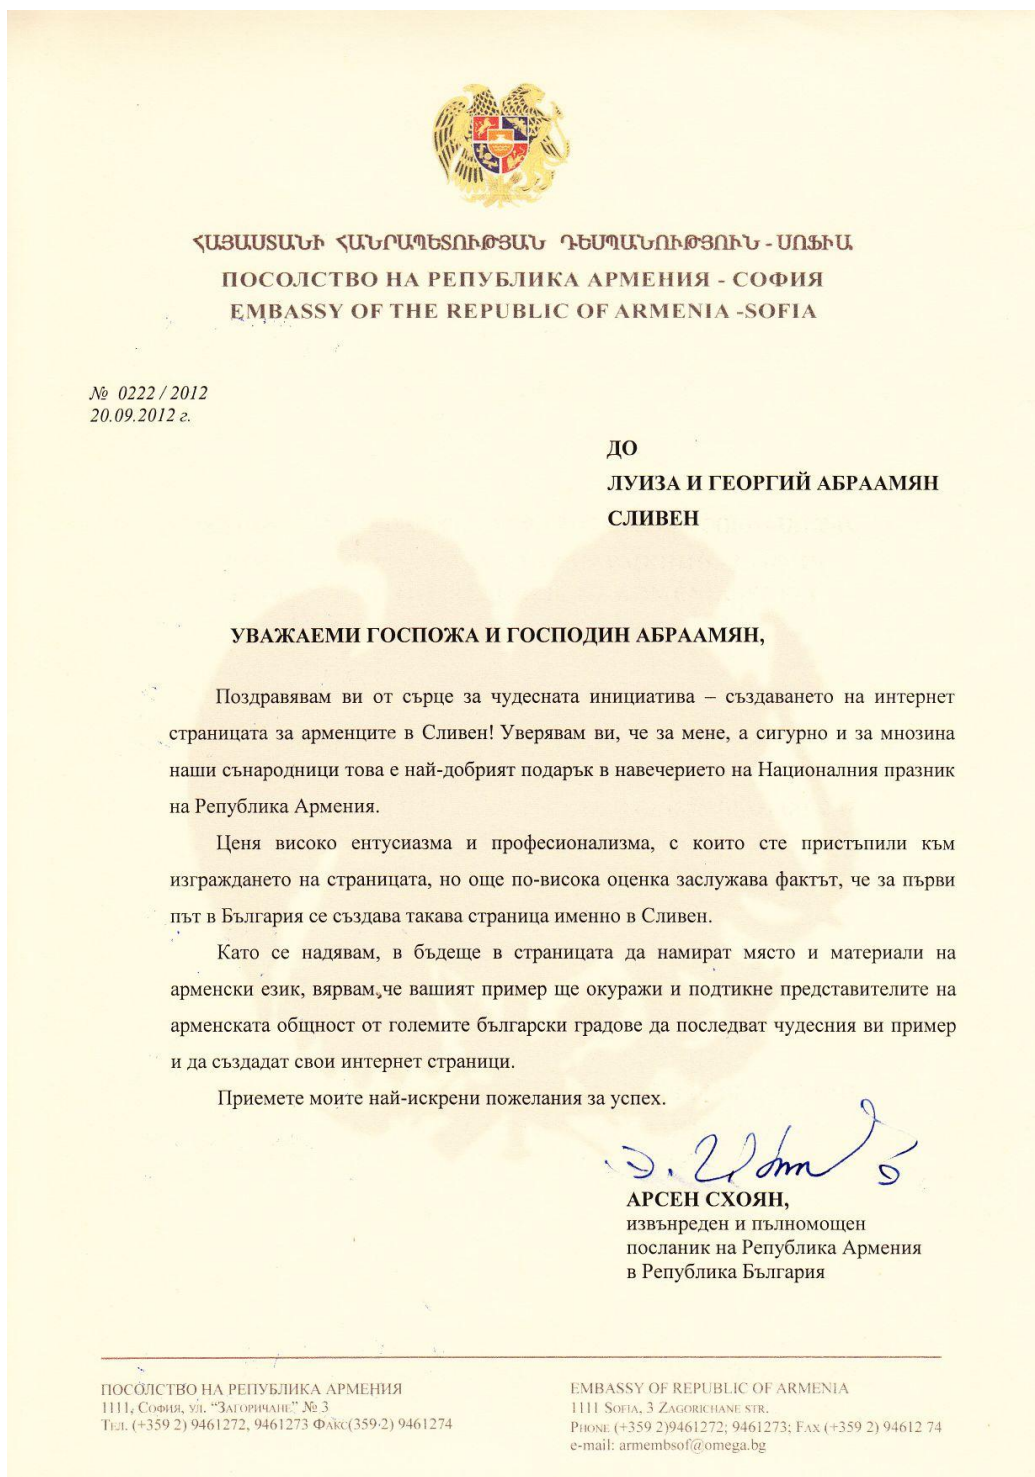 ՀԱՅԱՍՏԱՆԻ ՀԱՆՐԱՊԵՏՈՒԹՅԱՆ ԴԵՍՊԱՆՈՒԹՅՈՒՆ - ՍՈՖԻԱ
ПОСОЛСТВО НА РЕПУБЛИКА АРМЕНИЯ - СОФИЯ
EMBASSY OF THE REPUBLIC OF ARMENIA -SOFIA
№ 0222 / 2012
20.09.2012 г.
ДО
ЛУИЗА И ГЕОРГИЙ АБРААМЯН
СЛИВЕН
УВАЖАЕМИ ГОСПОЖА И ГОСПОДИН АБРААМЯН,
Поздравявам ви от сърце за чудесната инициатива – създаването на интернет
страницата за арменците в Сливен! Уверявам ви, че за мене, а сигурно и за мнозина
наши сънародници това е най-добрият подарък в навечерието на Националния празник
на Република Армения.
Ценя високо ентусиазма и професионализма, с които сте пристъпили към
изграждането на страницата, но още по-висока оценка заслужава фактът, че за първи
път в България се създава такава страница именно в Сливен.
Като се надявам, в бъдеще в страницата да намират място и материали на
арменски език, вярвам,че вашият пример ще окуражи и подтикне представителите на
арменската общност от големите български градове да последват чудесния ви пример
и да създадат свои интернет страници.
Приемете моите най-искрени пожелания за успех.
АРСЕН СХОЯН,
извънреден и пълномощен
посланик на Република Армения
в Република България
ПОСОЛСТВО НА РЕПУБЛИКА АРМЕНИЯ
1111, София, ул. “Загоричане” № 3
Тел. (+359 2) 9461272, 9461273 Факс(359·2) 9461274
EMBASSY OF REPUBLIC OF ARMENIA
1111 Sofia, 3 Zagorichane str.
Phone (+359 2)9461272; 9461273; Fax (+359 2) 94612 74
e-mail: armembsof@omega.bg